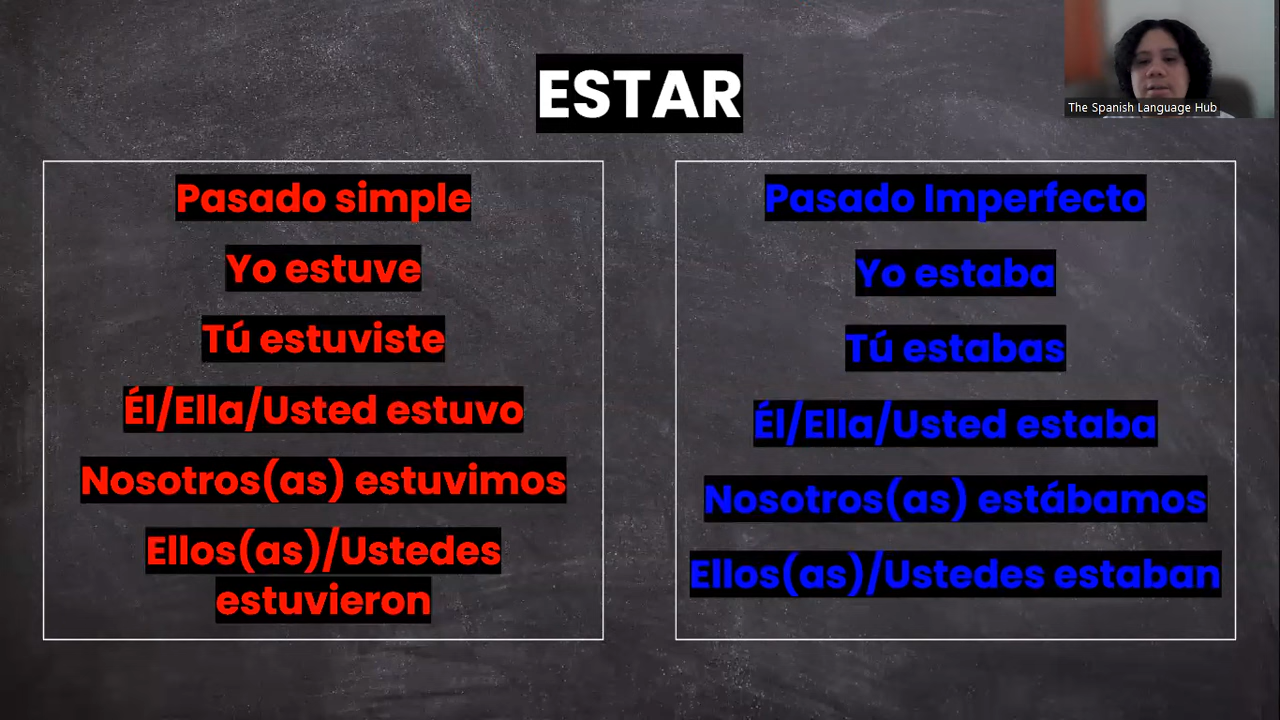 ESTAR
The Spanish Language Hub
Pasado simple
Yo estuve
Tú estuviste
Él/Ella/Usted estuvo
Nosotros(as) estuvimos
Ellos(as)/Ustedes
estuvieron
Pasado Imperfecto
Yo estaba
Tú estabas
Él/Ella/Usted estaba
Nosotros(as) estábamos
Ellos(as)/Ustedes estaban